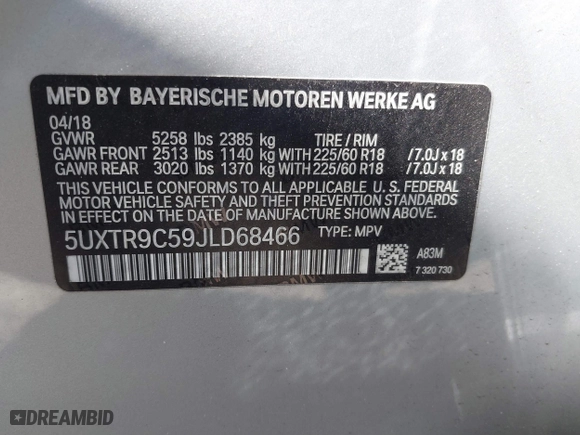 MFD BY BAYERISCHE MOTOREN WERKE AG
04/18
GVWR 5258 lbs 2385 kg TIRE / RIM
GAWR FRONT 2513 lbs 1140 kg WITH 225/60 R18 /7.0J x 18
GAWR REAR 3020 lbs 1370 kg WITH 225/60 R18 /7.0J x 18
THIS VEHICLE CONFORMS TO ALL APPLICABLE U. S. FEDERAL
MOTOR VEHICLE SAFETY AND THEFT PREVENTION STANDARDS
IN EFFECT ON THE DATE OF MANUFACTURE SHOWN ABOVE.
5UXTR9C59JLD68466 TYPE: MPV
A83M
7 320 730
DREAMBID